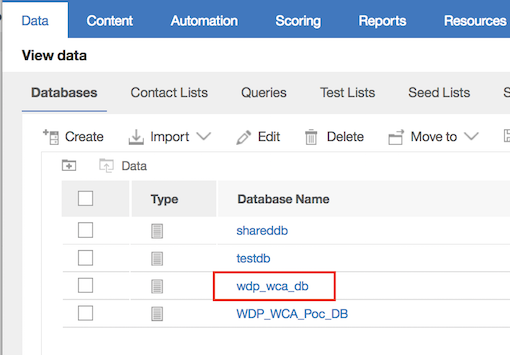 Data Content Automation Scoring Reports Resources
View data
Databases Contact Lists Queries Test Lists Seed Lists S
Create Import Edit Delete Move to
Data
Type Database Name
shareddb
testdb
wdp_wca_db
WDP_WCA_Poc_DB